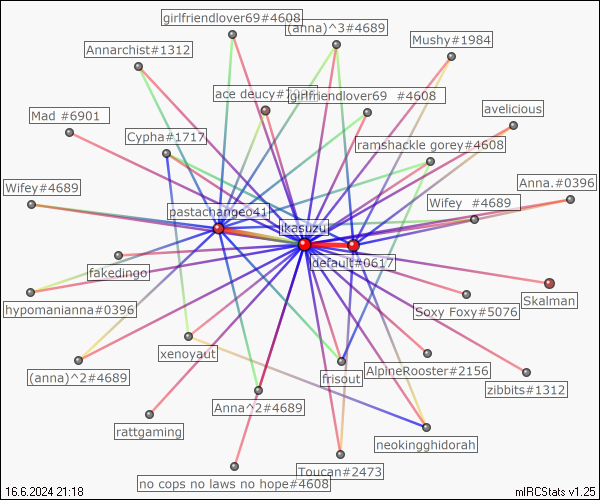 girlfriendlover69#4608
(anna)^3#4689
Mushy#1984
Annarchist#1312
ace deucy
girlfriendlover69 #4608
avelicious
Mad #6901
Cypha#1717
ramshackle gorey#4608
Wifey#4689
Anna.#0396
Wifey #4689
pastachangeo41
jkasuzu
default#0617
fakedingo
Skalman
hypomanianna#0396
Soxy Foxy#5076
xenoyaut
AlpineRooster#2156
(anna)^2#4689
frisout
zibbits#1312
Anna^2#4689
rattgaming
neokingghidorah
Toucan#2473
no cops no laws no hope#4608
16.6.2024 21:18
mIRCStats v1.25